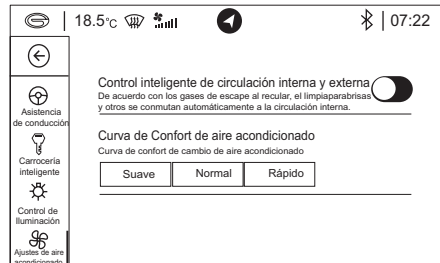 18.5°C
07:22
Control inteligente de circulación interna y externa
De acuerdo con los gases de escape al recular, el limpiaparabrisas
y otros se conmutan automáticamente a la circulación interna.
Asistencia
de conducción
Curva de Confort de aire acondicionado
Curva de confort de cambio de aire acondicionado
Carrocería
inteligente
Suave Normal Rápido
Control de
Iluminación
Ajustes de aire
acondicionado